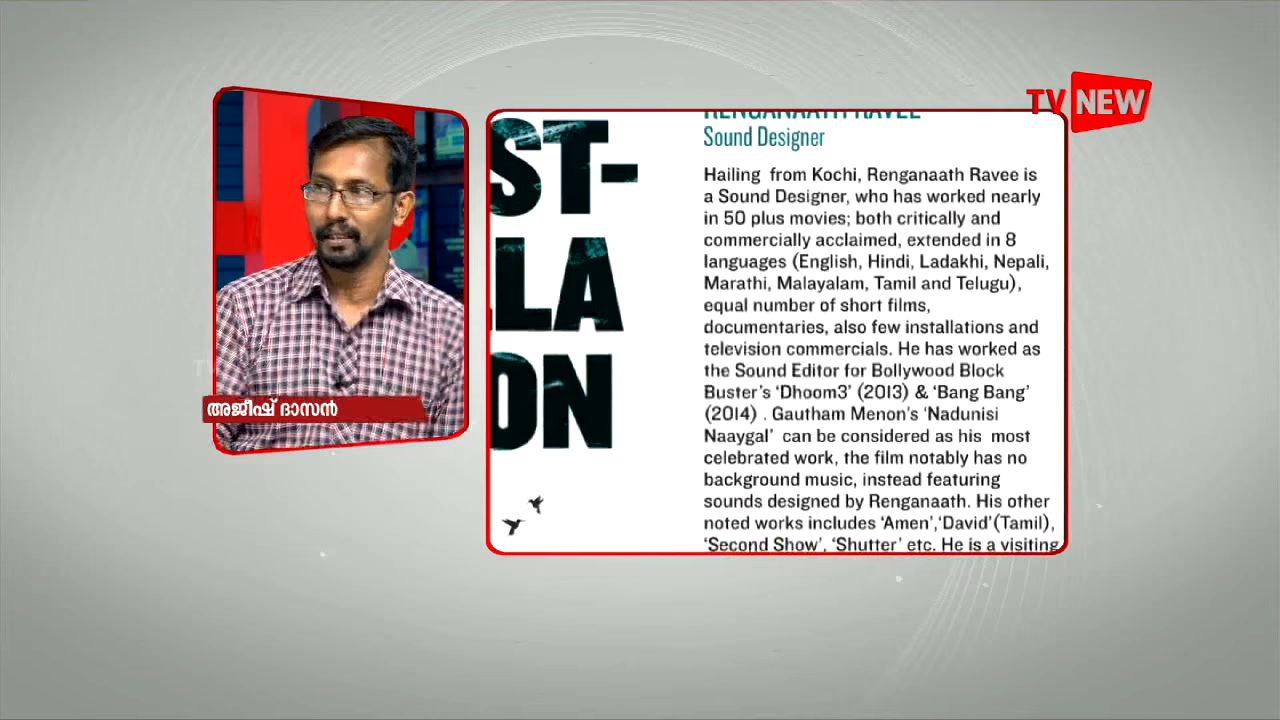 TV NEW
അജീഷ് ദാസൻ
ST-
LLA
ON
RENGANAATH RAVEE
Sound Designer
Hailing from Kochi, Renganaath Ravee is
a Sound Designer, who has worked nearly
in 50 plus movies; both critically and
commercially acclaimed, extended in 8
languages (English, Hindi, Ladakhi, Nepali,
Marathi, Malayalam, Tamil and Telugu),
equal number of short films,
documentaries, also few installations and
television commercials. He has worked as
the Sound Editor for Bollywood Block
Buster's 'Dhoom3' (2013) & 'Bang Bang'
(2014) . Gautham Menon's 'Nadunisi
Naaygal' can be considered as his most
celebrated work, the film notably has no
background music, instead featuring
sounds designed by Renganaath. His other
noted works includes 'Amen','David'(Tamil),
'Second Show', 'Shutter' etc. He is a visiting